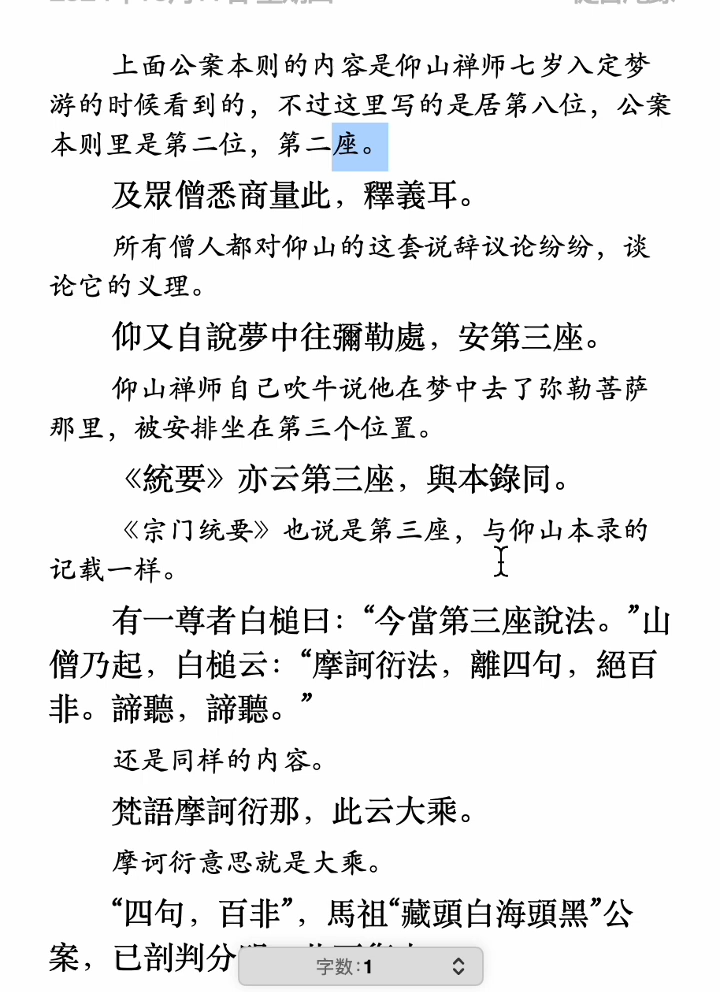 上面公案本则的内容是仰山禅师七岁入定梦
游的时候看到的，不过这里写的是居第八位，公案
本则里是第二位，第二座。
及眾僧悉商量此，釋義耳。
所有僧人都对仰山的这套说辞议论纷纷，谈
论它的义理。
仰又自說夢中往彌勒處，安第三座。
仰山禅师自己吹牛说他在梦中去了弥勒菩萨
那里，被安排坐在第三个位置。
《統要》亦云第三座，與本錄同。
《宗门统要》也说是第三座，与仰山本录的
记载一样。
有一尊者白槌曰：“今當第三座說法。”山
僧乃起，白槌云：“摩訶衍法，離四句，絕百
非。諦聽，諦聽。”
还是同样的内容。
梵語摩訶衍那，此云大乘。
摩诃衍意思就是大乘。
“四句，百非”，馬祖“藏頭白海頭黑”公
案，已剖判分
字数：1